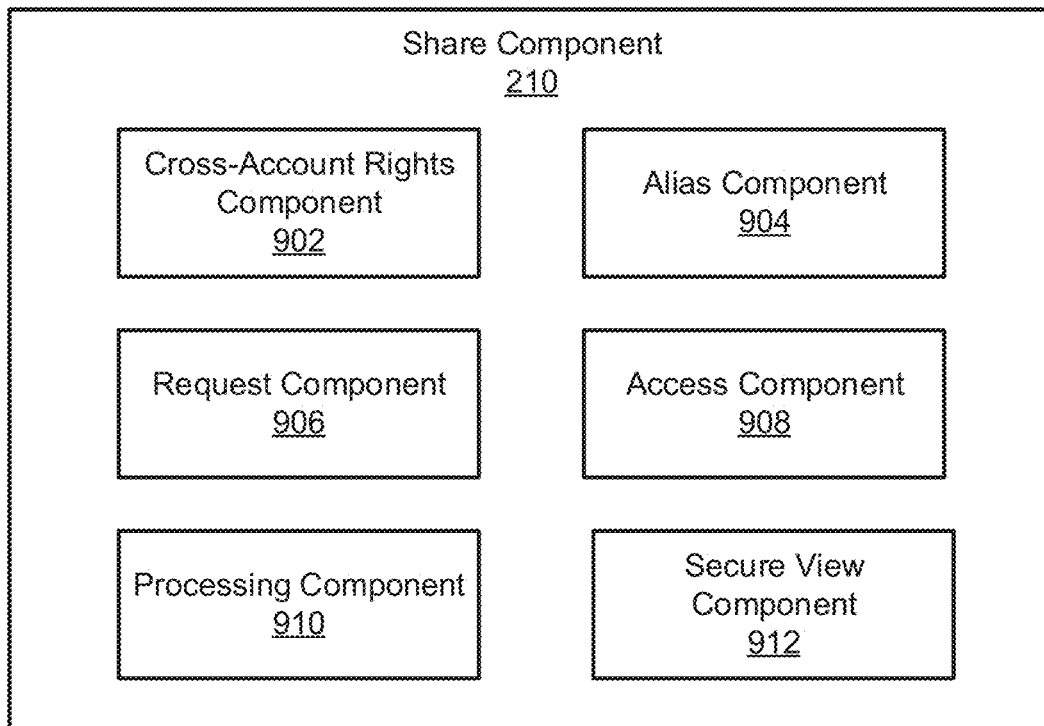 Share Component
210
Cross-Account Rights
Component
902
Alias Component
904
Request Component
906
Access Component
908
Processing Component
910
Secure View
Component
912